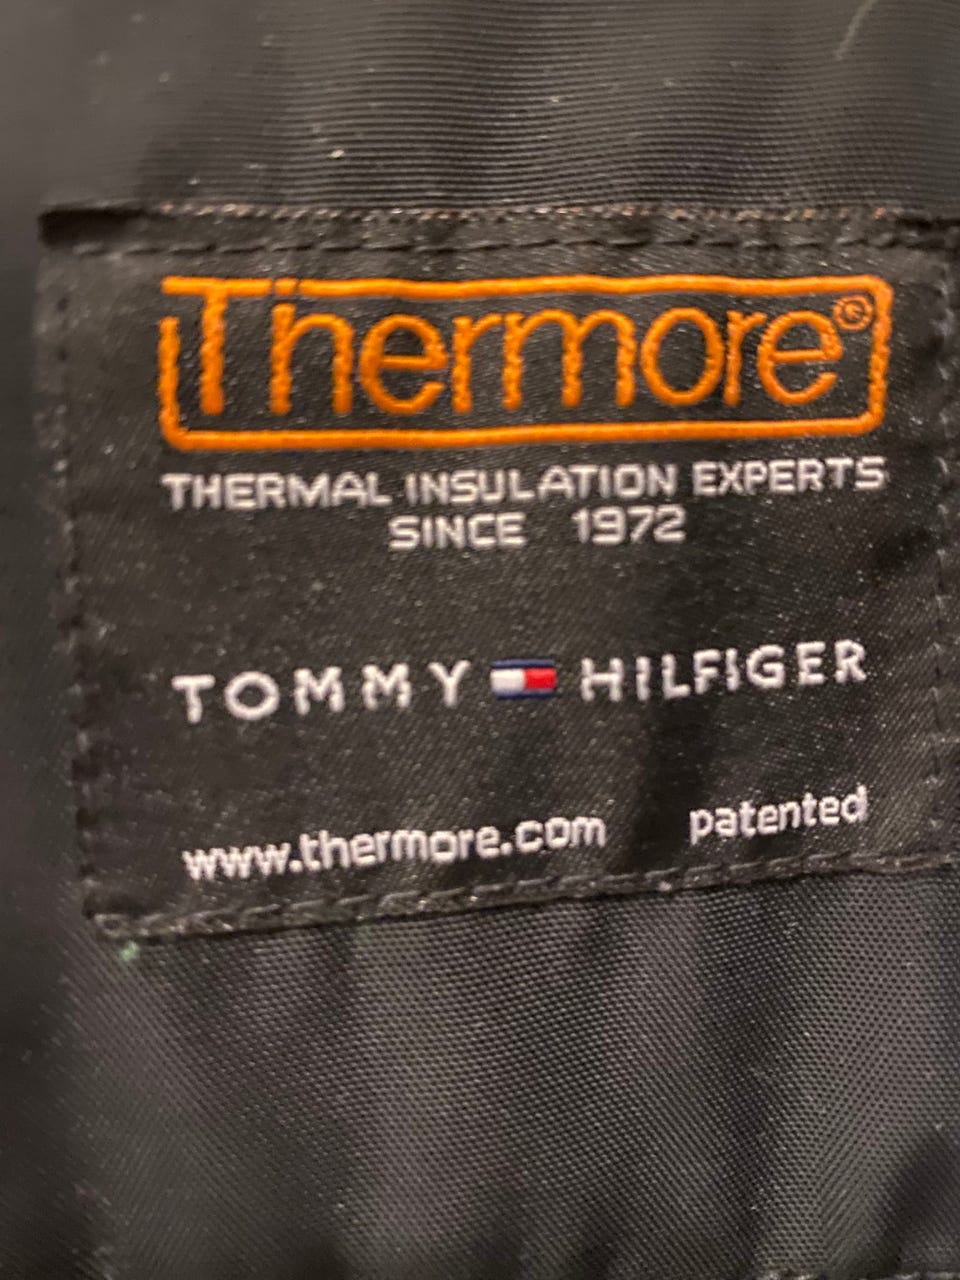 Thermore®
THERMAL INSULATION EXPERTS
SINCE 1972
TOMMY HILFIGER
www.thermore.com patented